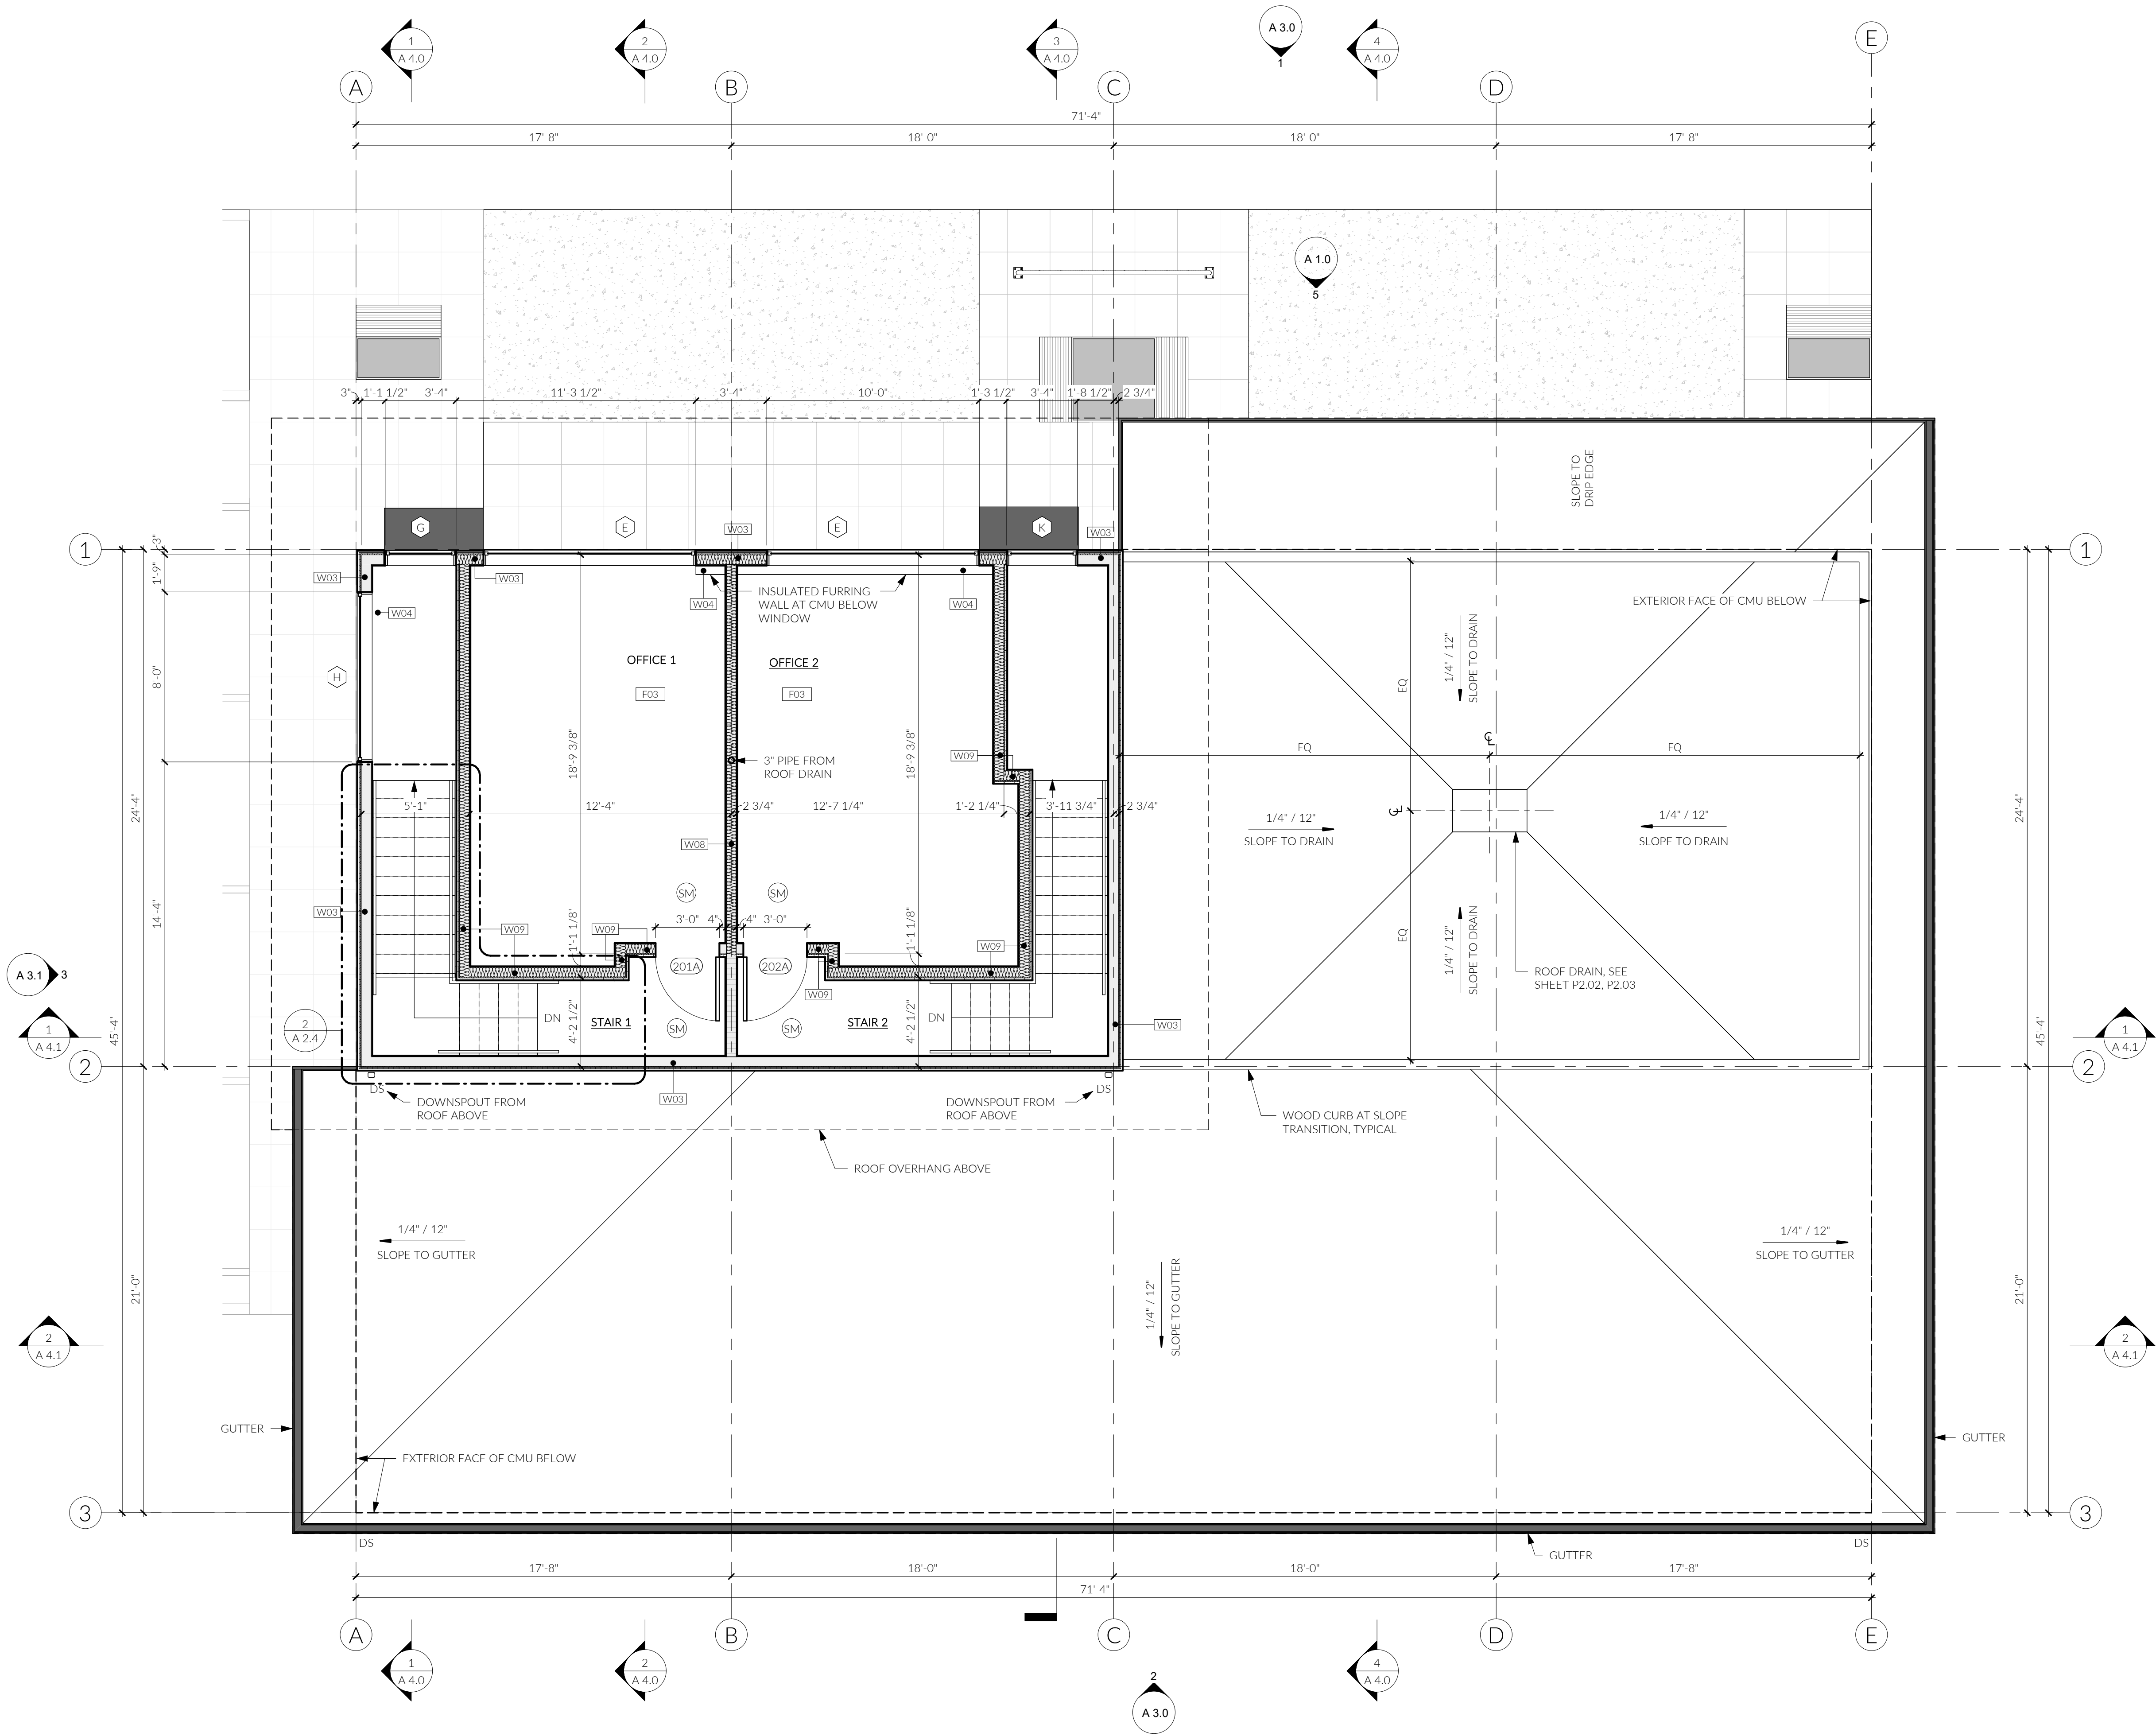 1
A 4.0
2
A 4.0
3
A 4.0
A 3.0
1
4
A 4.0
E
A
B
C
D
71'-4"
17'-8"
18'-0"
18'-0"
17'-8"
A 1.0
5
3"
1'-1 1/2"
3'-4"
11'-3 1/2"
3'-4"
10'-0"
1'-3 1/2"
3'-4"
1'-8 1/2"
2 3/4"
SLOPE TO
DRIP EDGE
G
E
E
K
W03
W03
1
3"
1
1'-9"
W03
W03
W04
W04
W04
INSULATED FURRING
WALL AT CMU BELOW
WINDOW
EXTERIOR FACE OF CMU BELOW
1/4" / 12"
SLOPE TO DRAIN
OFFICE 1
OFFICE 2
H
8'-0"
F03
F03
EQ
18'-9 3/8"
18'-9 3/8"
W09
3" PIPE FROM
ROOF DRAIN
EQ
EQ
℄
℄
24'-4"
24'-4"
5'-1"
12'-4"
2 3/4"
12'-7 1/4"
1'-2 1/4"
3'-11 3/4"
2 3/4"
1/4" / 12"
SLOPE TO DRAIN
1/4" / 12"
SLOPE TO DRAIN
W08
SM
SM
W03
14'-4"
3'-0"
4"
4"
3'-0"
W09
W09
W09
1'-1 1/8"
1'-1 1/8"
EQ
1/4" / 12"
SLOPE TO DRAIN
201A
202A
W09
ROOF DRAIN, SEE
SHEET P2.02, P2.03
A 3.1
3
2
A 2.4
DN
STAIR 1
SM
SM
STAIR 2
DN
4'-2 1/2"
4'-2 1/2"
W03
1
A 4.1
1
A 4.1
45'-4"
45'-4"
2
2
DS
DOWNSPOUT FROM
ROOF ABOVE
W03
DOWNSPOUT FROM
ROOF ABOVE
DS
WOOD CURB AT SLOPE
TRANSITION, TYPICAL
ROOF OVERHANG ABOVE
1/4" / 12"
SLOPE TO GUTTER
1/4" / 12"
SLOPE TO GUTTER
1/4" / 12"
SLOPE TO GUTTER
21'-0"
21'-0"
2
A 4.1
2
A 4.1
GUTTER
GUTTER
EXTERIOR FACE OF CMU BELOW
3
3
DS
DS
GUTTER
17'-8"
18'-0"
18'-0"
17'-8"
71'-4"
A
B
C
D
E
1
A 4.0
2
A 4.0
4
A 4.0
2
A 3.0